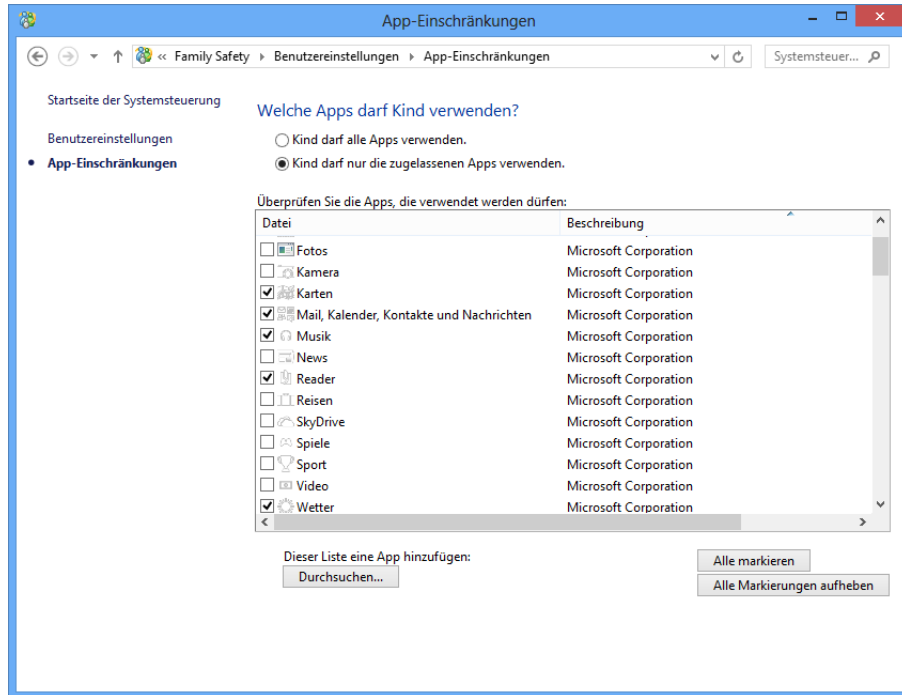 App-Einschränkungen
« Family Safety Benutzereinstellungen App-Einschränkungen
Systemsteuer...
Startseite der Systemsteuerung
Benutzereinstellungen
App-Einschränkungen
Welche Apps darf Kind verwenden?
Kind darf alle Apps verwenden.
Kind darf nur die zugelassenen Apps verwenden.
Überprüfen Sie die Apps, die verwendet werden dürfen:
Datei Beschreibung
Fotos Microsoft Corporation
Kamera Microsoft Corporation
Karten Microsoft Corporation
Mail, Kalender, Kontakte und Nachrichten Microsoft Corporation
Musik Microsoft Corporation
News Microsoft Corporation
Reader Microsoft Corporation
Reisen Microsoft Corporation
SkyDrive Microsoft Corporation
Spiele Microsoft Corporation
Sport Microsoft Corporation
Video Microsoft Corporation
Wetter Microsoft Corporation
Dieser Liste eine App hinzufügen:
Durchsuchen...
Alle markieren
Alle Markierungen aufheben